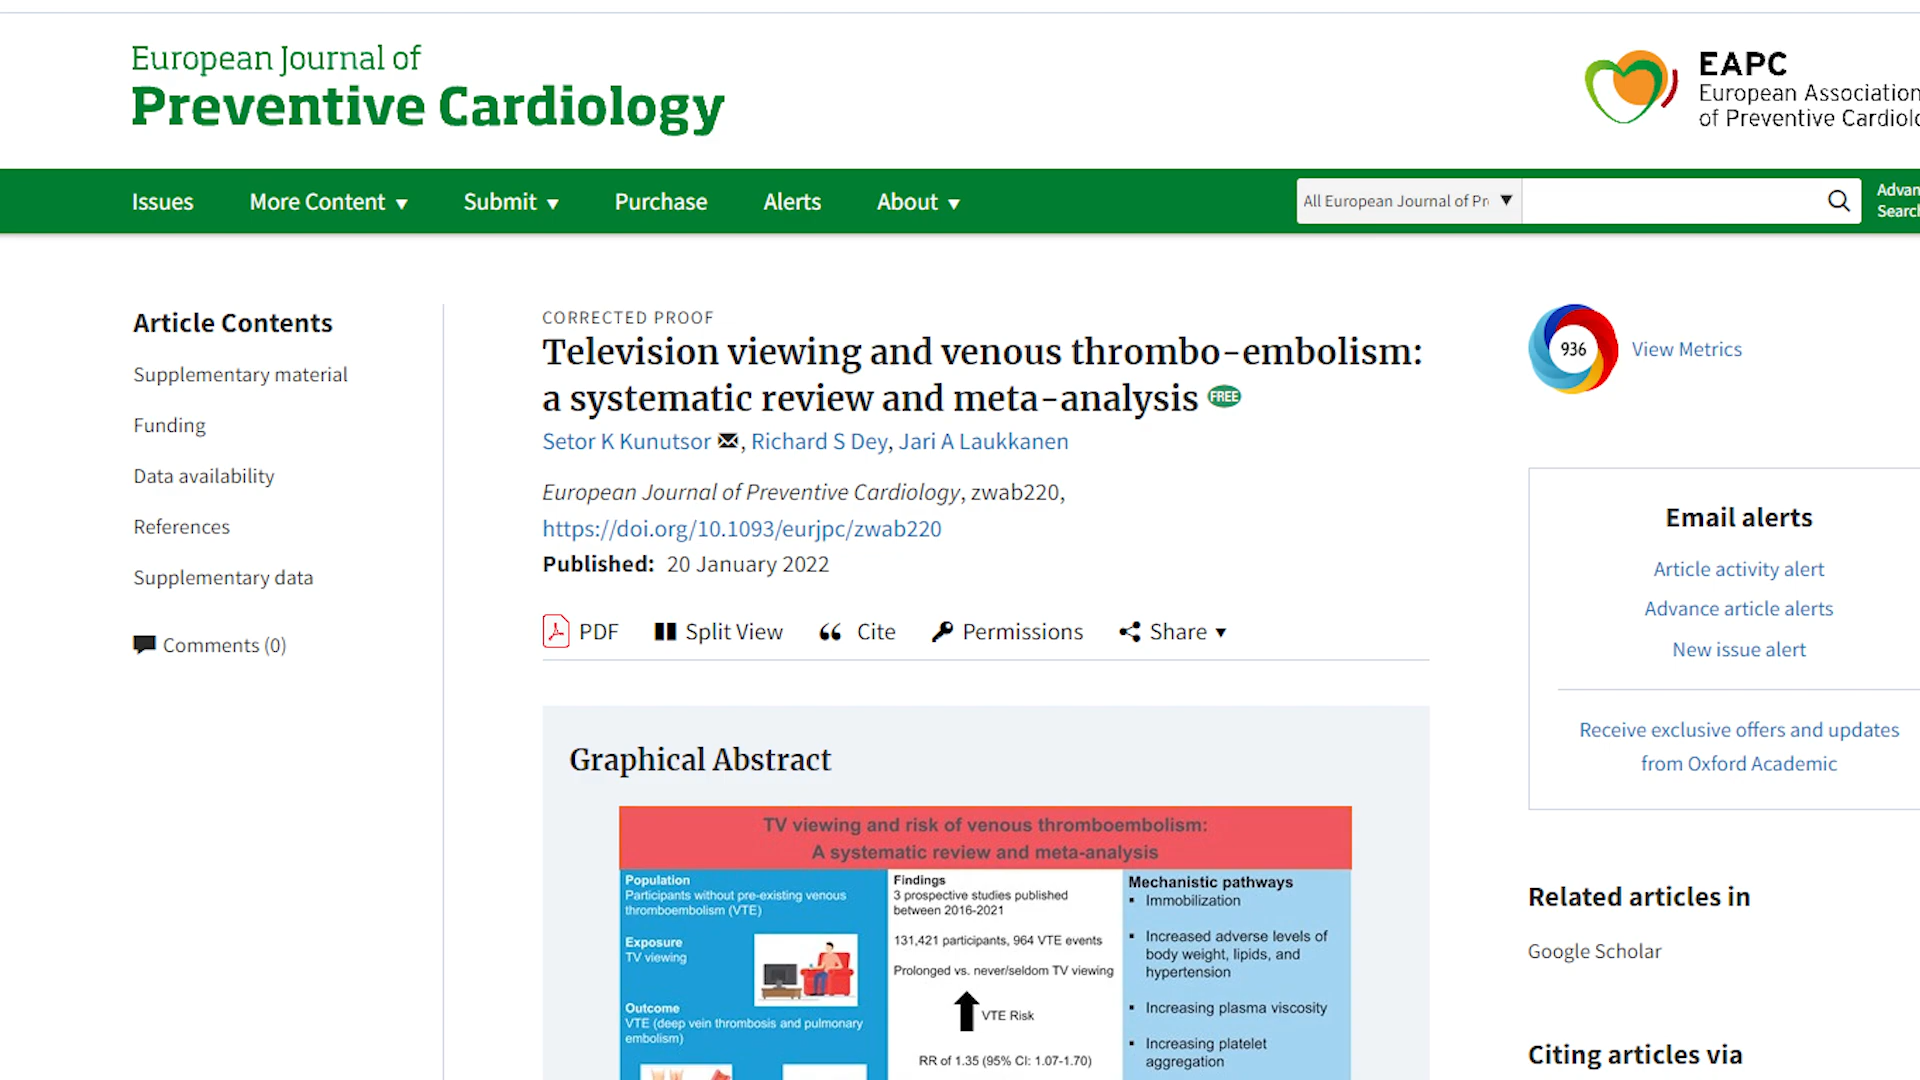 European Journal of
Preventive Cardiology
EAPC
European Association
of Preventive
Issues
More Content
Submit
Purchase
Alerts
About
All European Journal of
Search
Article Contents
Supplementary material
Funding
Data availability
References
Supplementary data
Comments (0)
CORRECTED PROOF
Television viewing and venous thrombo-embolism:
a systematic review and meta-analysis FREE
Setor K Kunutsor, Richard S Dey, Jari A Laukkanen
European Journal of Preventive Cardiology, zwab220,
https://doi.org/10.1093/eurjpc/zwab220
Published: 20 January 2022
PDF
Split View
Cite
Permissions
Share
Graphical Abstract
TV viewing and risk of venous thromboembolism:
A systematic review and meta-analysis
Population
Participants without pre-existing venous
thromboembolism (VTE)
Exposure
TV viewing
Outcome
VTE (deep vein thrombosis and pulmonary
embolism)
Findings
3 prospective studies published
between 2016-2021
131,421 participants, 964 VTE events
Prolonged vs. never/seldom TV viewing
VTE Risk
RR of 1.35 (95% CI: 1.07-1.70)
Mechanistic pathways
▪ Immobilization
▪ Increased adverse levels of
body weight, lipids, and
hypertension
▪ Increasing plasma viscosity
▪ Increasing platelet
aggregation
936
View Metrics
Email alerts
Article activity alert
Advance article alerts
New issue alert
Receive exclusive offers and updates
from Oxford Academic
Related articles in
Google Scholar
Citing articles via